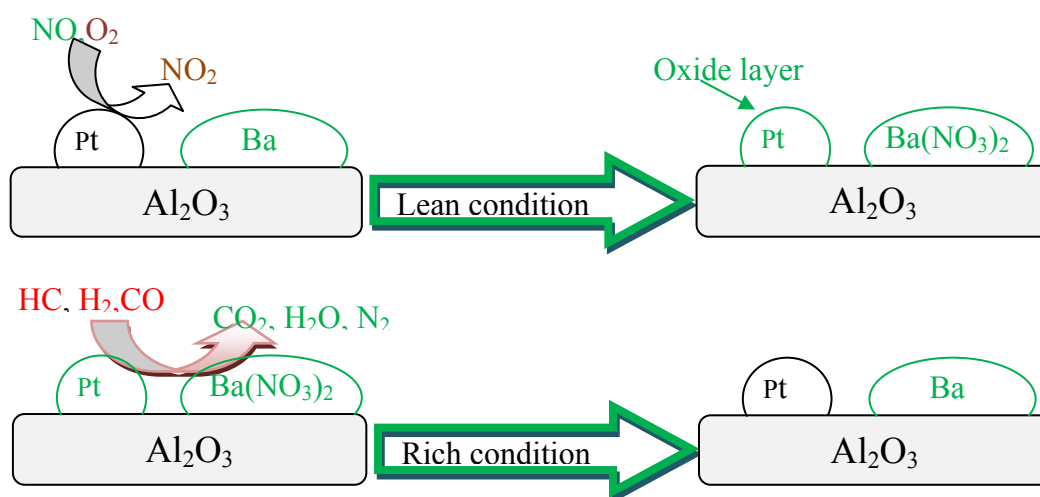 NO,O₂
NO₂
Pt
Ba
Al₂O₃
Lean condition
Oxide layer
Pt
Ba(NO₃)₂
Al₂O₃
HC, H₂,CO
CO₂, H₂O, N₂
Pt
Ba(NO₃)₂
Al₂O₃
Rich condition
Pt
Ba
Al₂O₃